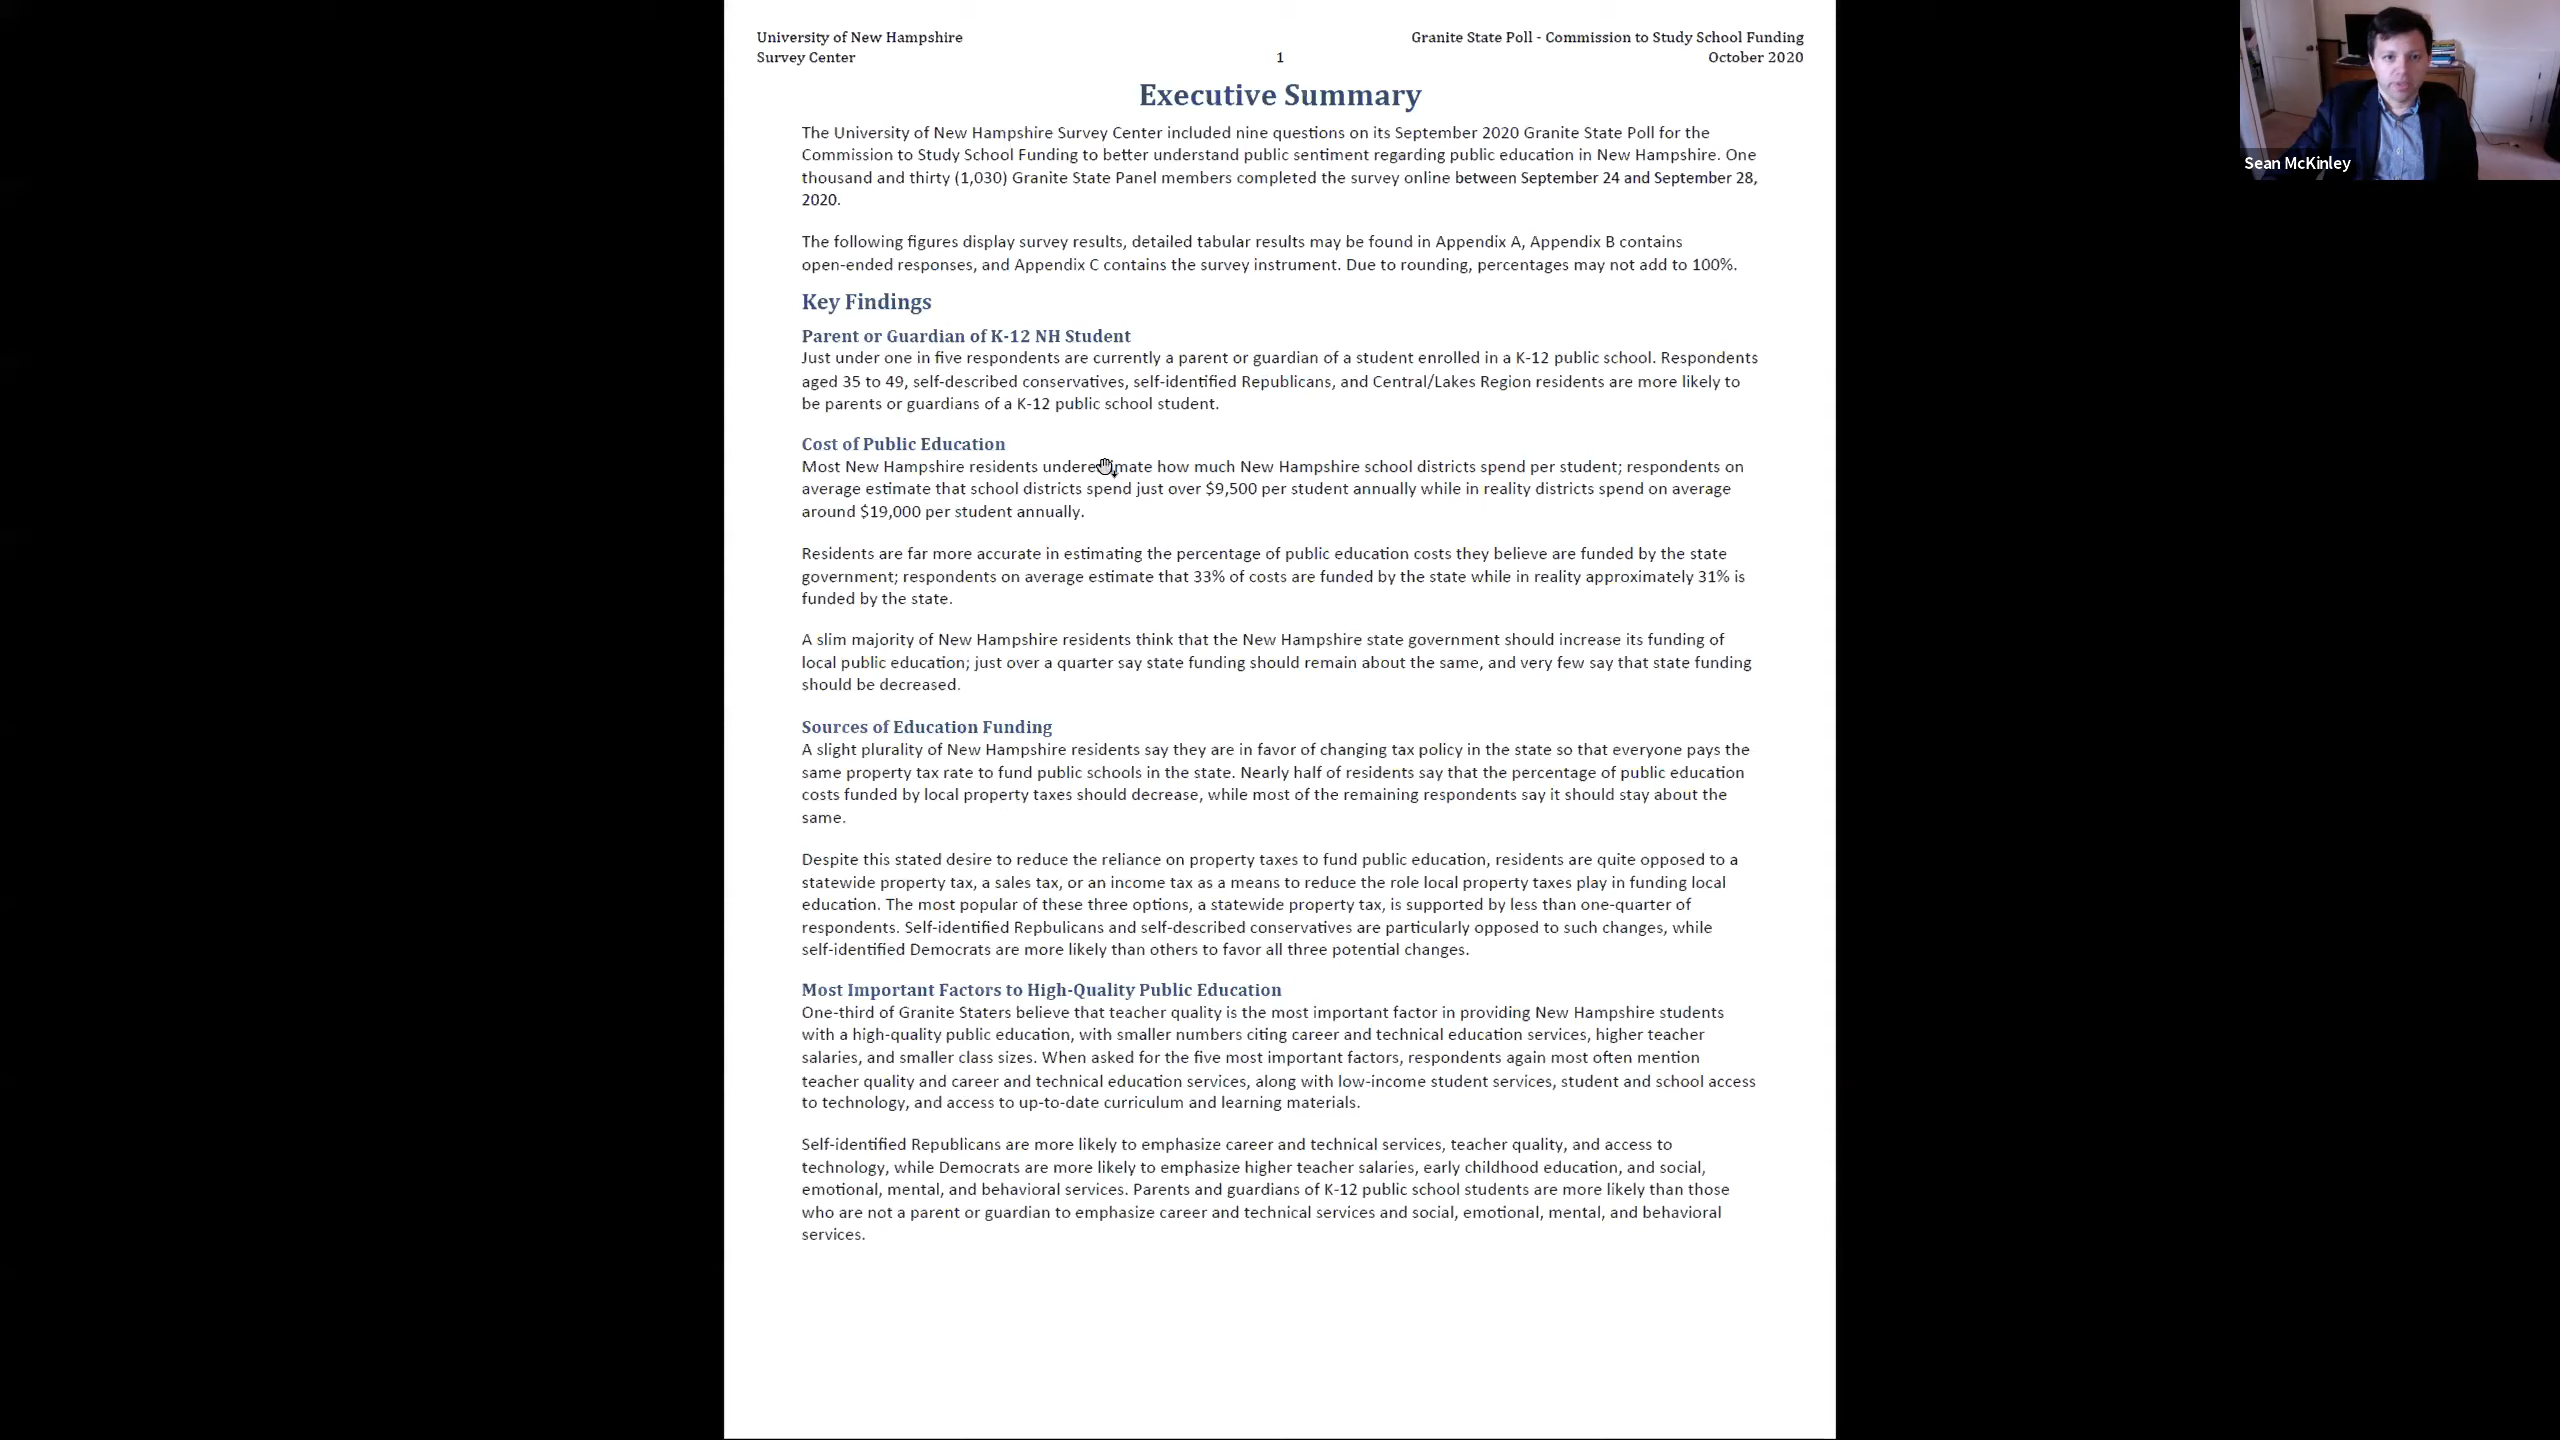 University of New Hampshire
Survey Center
1
Granite State Poll - Commission to Study School Funding
October 2020
Executive Summary
The University of New Hampshire Survey Center included nine questions on its September 2020 Granite State Poll for the
Commission to Study School Funding to better understand public sentiment regarding public education in New Hampshire. One
thousand and thirty (1,030) Granite State Panel members completed the survey online between September 24 and September 28,
2020.
The following figures display survey results, detailed tabular results may be found in Appendix A, Appendix B contains
open-ended responses, and Appendix C contains the survey instrument. Due to rounding, percentages may not add to 100%.
Key Findings
Parent or Guardian of K-12 NH Student
Just under one in five respondents are currently a parent or guardian of a student enrolled in a K-12 public school. Respondents
aged 35 to 49, self-described conservatives, self-identified Republicans, and Central/Lakes Region residents are more likely to
be parents or guardians of a K-12 public school student.
Cost of Public Education
Most New Hampshire residents underestimate how much New Hampshire school districts spend per student; respondents on
average estimate that school districts spend just over $9,500 per student annually while in reality districts spend on average
around $19,000 per student annually.
Residents are far more accurate in estimating the percentage of public education costs they believe are funded by the state
government; respondents on average estimate that 33% of costs are funded by the state while in reality approximately 31% is
funded by the state.
A slim majority of New Hampshire residents think that the New Hampshire state government should increase its funding of
local public education; just over a quarter say state funding should remain about the same, and very few say that state funding
should be decreased.
Sources of Education Funding
A slight plurality of New Hampshire residents say they are in favor of changing tax policy in the state so that everyone pays the
same property tax rate to fund public schools in the state. Nearly half of residents say that the percentage of public education
costs funded by local property taxes should decrease, while most of the remaining respondents say it should stay about the
same.
Despite this stated desire to reduce the reliance on property taxes to fund public education, residents are quite opposed to a
statewide property tax, a sales tax, or an income tax as a means to reduce the role local property taxes play in funding local
education. The most popular of these three options, a statewide property tax, is supported by less than one-quarter of
respondents. Self-identified Repbulicans and self-described conservatives are particularly opposed to such changes, while
self-identified Democrats are more likely than others to favor all three potential changes.
Most Important Factors to High-Quality Public Education
One-third of Granite Staters believe that teacher quality is the most important factor in providing New Hampshire students
with a high-quality public education, with smaller numbers citing career and technical education services, higher teacher
salaries, and smaller class sizes. When asked for the five most important factors, respondents again most often mention
teacher quality and career and technical education services, along with low-income student services, student and school access
to technology, and access to up-to-date curriculum and learning materials.
Self-identified Republicans are more likely to emphasize career and technical services, teacher quality, and access to
technology, while Democrats are more likely to emphasize higher teacher salaries, early childhood education, and social,
emotional, mental, and behavioral services. Parents and guardians of K-12 public school students are more likely than those
who are not a parent or guardian to emphasize career and technical services and social, emotional, mental, and behavioral
services.
Sean McKinley